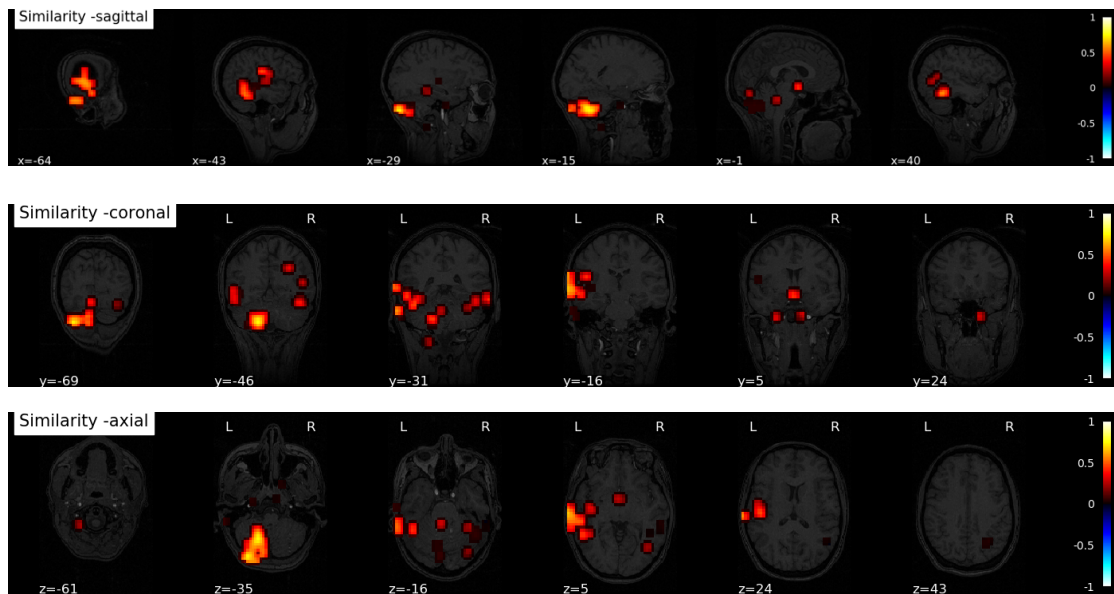 Similarity -sagittal
x=-64 x=-43 x=-29 x=-15 x=-1 x=40
1
0.5
0
-0.5
-1
Similarity -coronal
L R L R L R L R L R
y=-69 y=-46 y=-31 y=-16 y=5 y=24
1
0.5
0
-0.5
-1
Similarity -axial
L R L R L R L R L R
z=-61 z=-35 z=-16 z=5 z=24 z=43
1
0.5
0
-0.5
-1